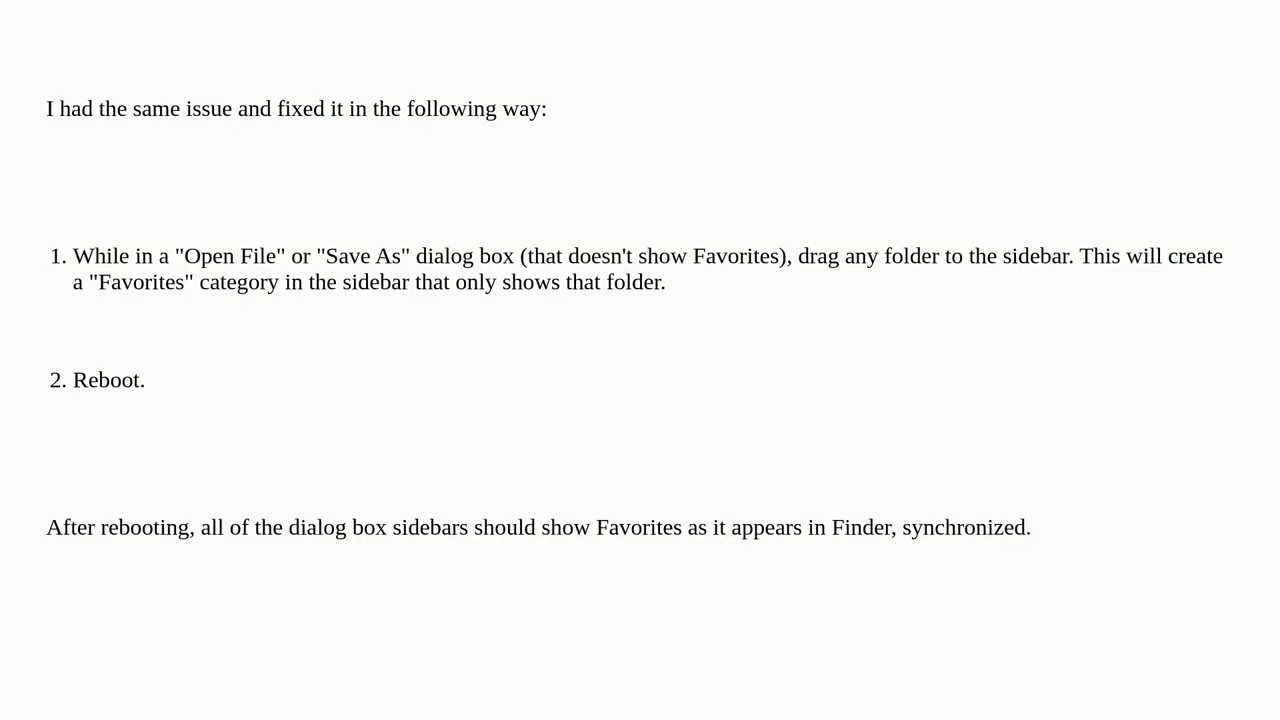 I had the same issue and fixed it in the following way:
1. While in a "Open File" or "Save As" dialog box (that doesn't show Favorites), drag any folder to the sidebar. This will create
a "Favorites" category in the sidebar that only shows that folder.
2. Reboot.
After rebooting, all of the dialog box sidebars should show Favorites as it appears in Finder, synchronized.